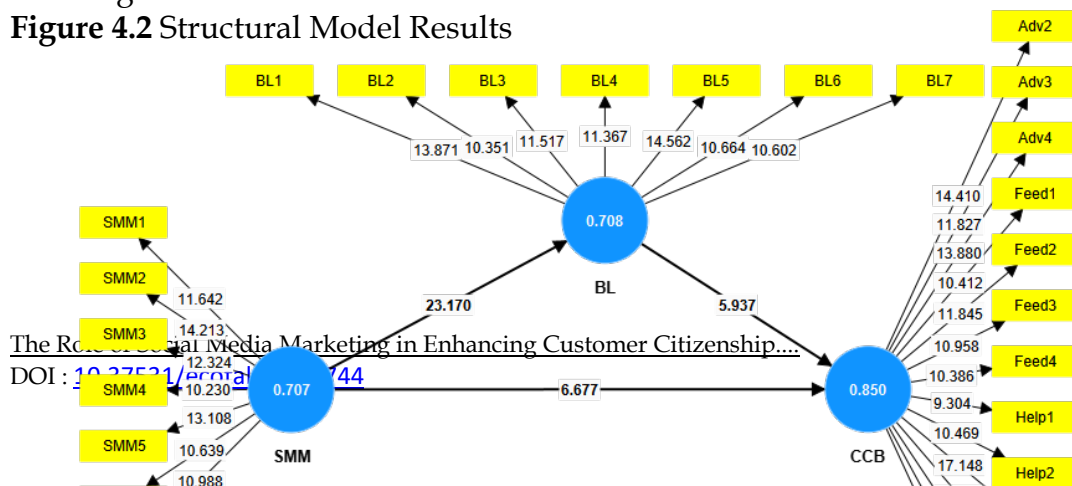 Figure 4.2 Structural Model Results
Adv2
BL1 BL2 BL3 BL4 BL5 BL6 BL7 Adv3
Adv4
13.871 10.351 11.517 11.367 14.562 10.664 10.602
14.410 Feed1
SMM1 0.708 11.827
13.880 Feed2
SMM2 BL 10.412
11.642 23.170 5.937 11.845 Feed3
SMM3 14.213 10.958
The Role of Social Media Marketing in Enhancing Customer Citizenship....
12.324 Feed4
DOI :
SMM4 10.230 0.707 6.677 0.850 10.386
9.304 Help1
13.108
SMM5 10.639 SMM CCB 10.469
17.148 Help2
10.988